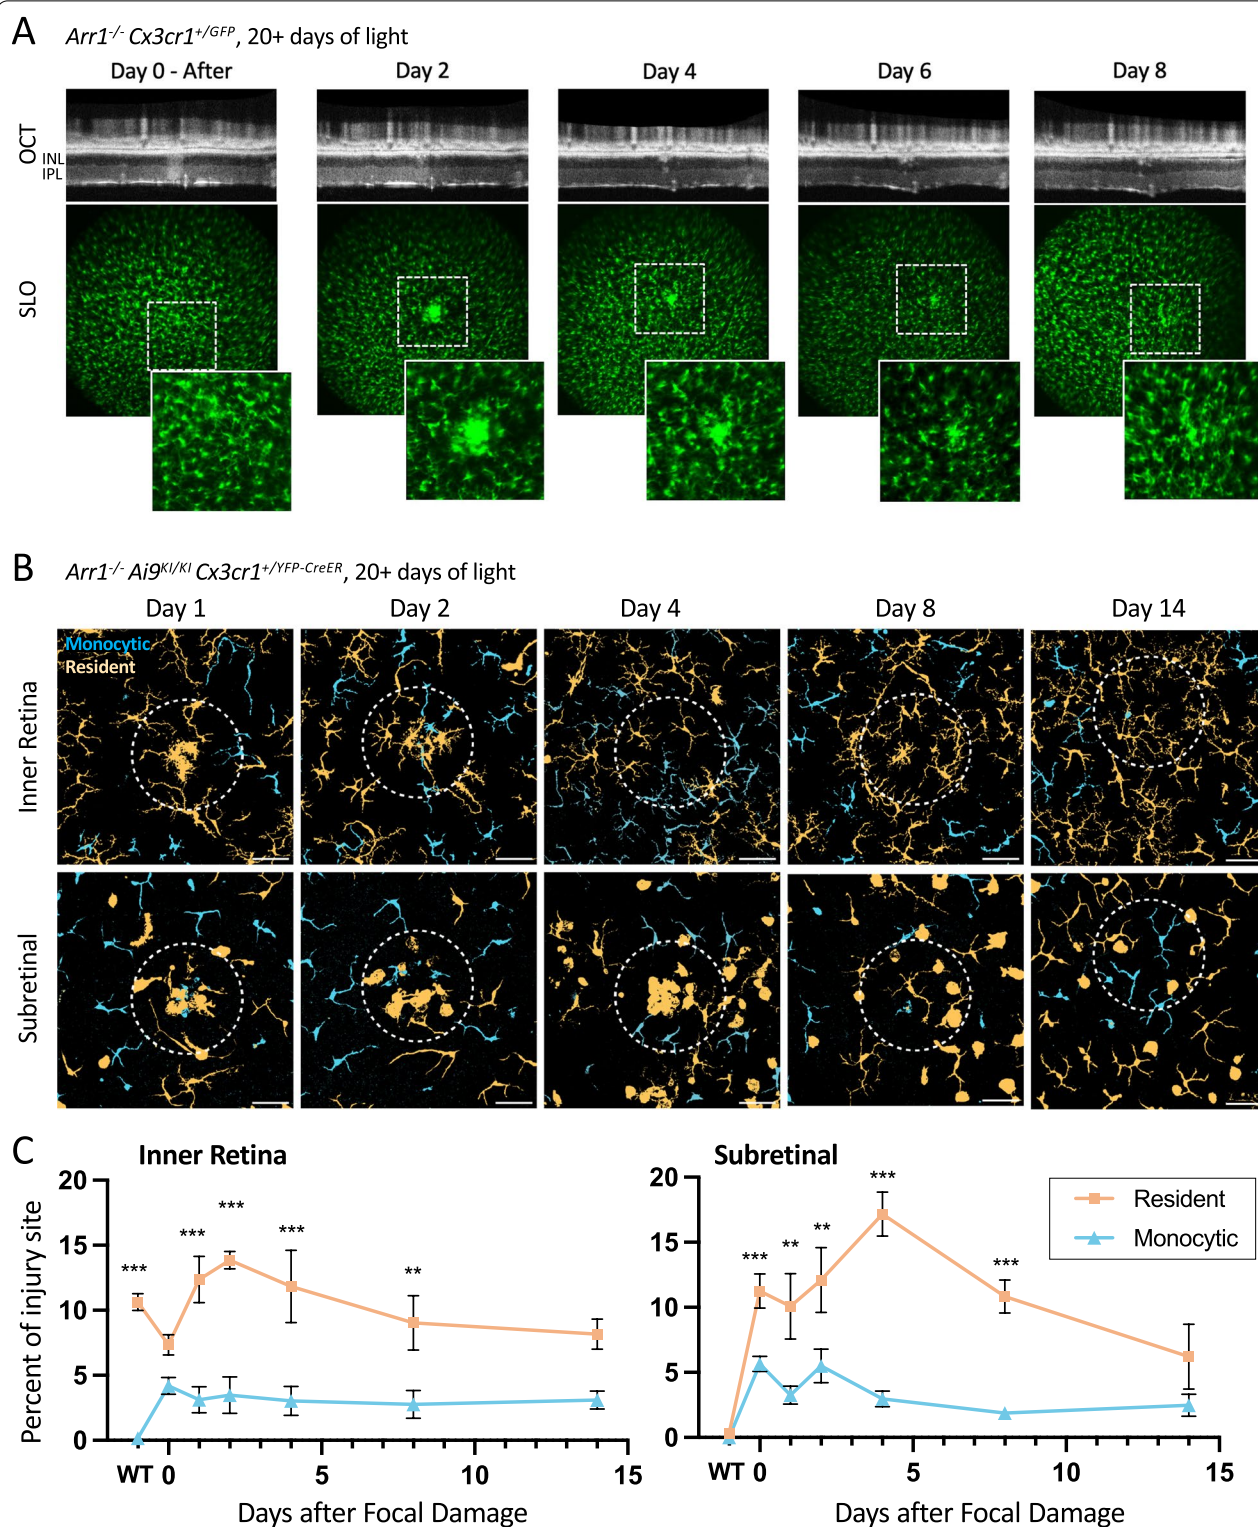 A
Arr1-/- Cx3cr1+/GFP, 20+ days of light
Day 0 - After
Day 2
Day 4
Day 6
Day 8
OCT
INL
IPL
SLO
B
Arr1-/- Ai9KI/KI Cx3cr1+/YFP-CreER, 20+ days of light
Day 1
Day 2
Day 4
Day 8
Day 14
Monocytic
Resident
Inner Retina
Subretinal
C
Inner Retina
Percent of injury site
20
15
10
5
0
***
***
***
***
**
WT 0 5 10 15
Days after Focal Damage
Subretinal
20
15
10
5
0
***
**
**
***
***
WT 0 5 10 15
Days after Focal Damage
Resident
Monocytic